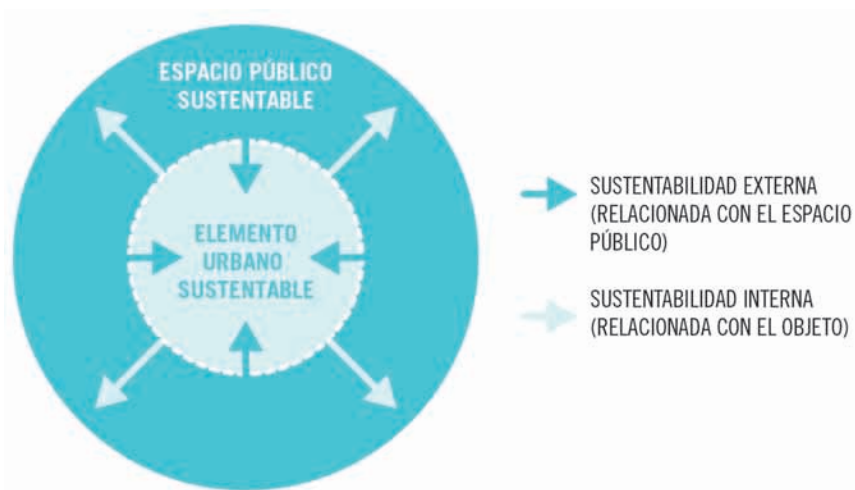 ESPACIO PÚBLICO
SUSTENTABLE
ELEMENTO
URBANO
SUSTENTABLE
SUSTENTABILIDAD EXTERNA
(RELACIONADA CON EL ESPACIO
PÚBLICO)
SUSTENTABILIDAD INTERNA
(RELACIONADA CON EL OBJETO)